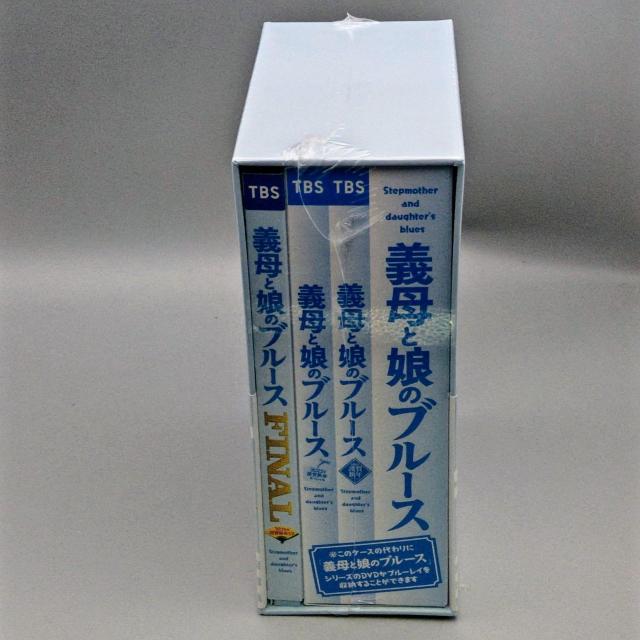 TBS
義母と娘のブルース
FINAL
Stepmother
and
daughter's
blues
TBS
義母と娘のブルース
Stepmother
and
daughter's
blues
TBS
義母と娘のブルース
Stepmother
and
daughter's
blues
Stepmother
and
daughter's
blues
義母と娘のブルース
※このケースの代わりに
義母と娘のブルース
シリーズのDVDやブルーレイを
収納することができます